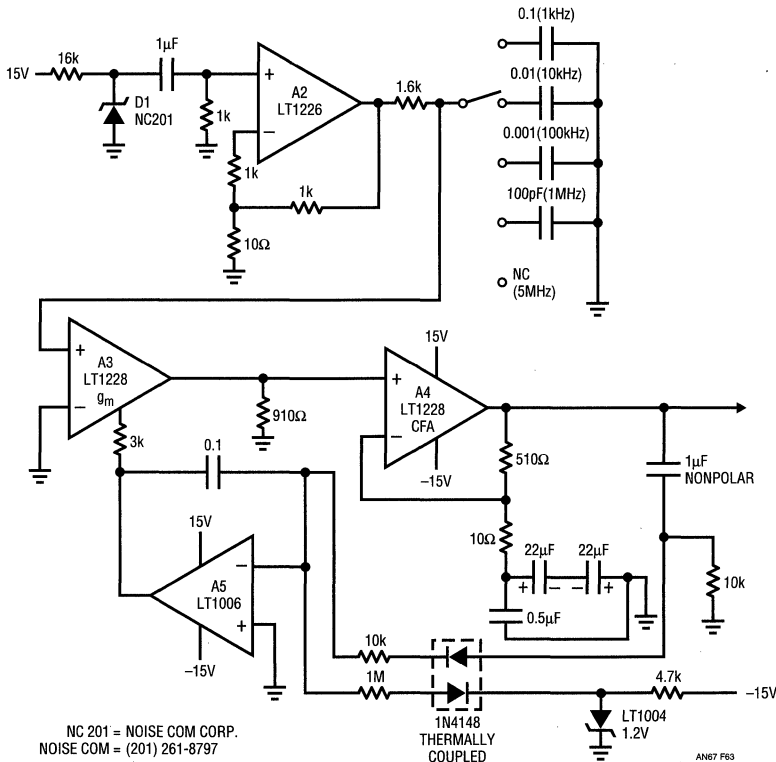 0.1(1kHz)
16k
1µF
15V
+
A2
LT1226
1.6k
0.01(10kHz)
D1
NC201
1k
–
0.001(100kHz)
1k
1k
100pF(1MHz)
10Ω
NC
(5MHz)
+
A3
LT1228
gm
–
15V
+
A4
LT1228
CFA
–
910Ω
3k
0.1
–15V
510Ω
1µF
NONPOLAR
15V
10Ω
22µF
22µF
–
A5
LT1006
+
+
–
–
+
10k
0.5µF
–15V
10k
1M
4.7k
–15V
1N4148
THERMALLY
COUPLED
LT1004
1.2V
NC 201 = NOISE COM CORP.
NOISE COM = (201) 261-8797
AN67 F63